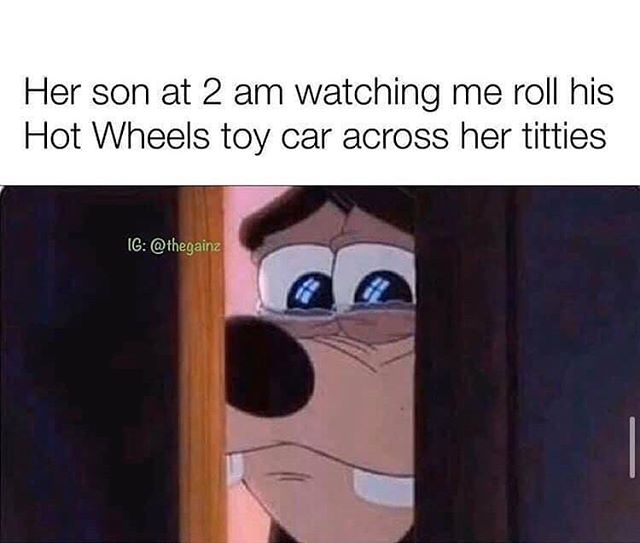 Her son at 2 am watching me roll his
Hot Wheels toy car across her titties
IG: @thegainz